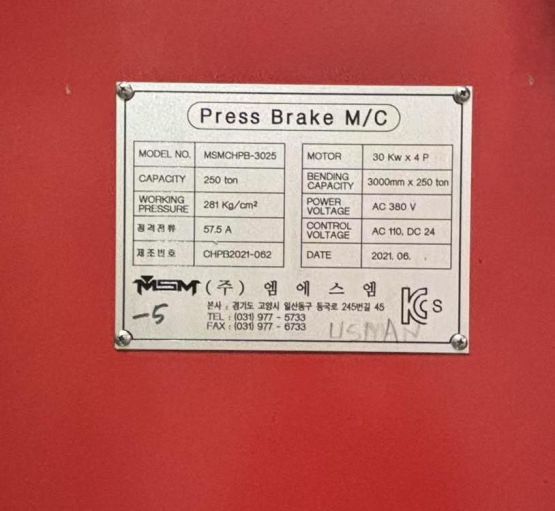 Press Brake M/C
MODEL NO. MSMCHPB-3025
CAPACITY 250 ton
WORKING PRESSURE 281 Kg/cm²
정격전류 57.5 A
제조번호 CHPB2021-062
MOTOR 30 Kw x 4 P
BENDING CAPACITY 3000mm x 250 ton
POWER VOLTAGE AC 380 V
CONTROL VOLTAGE AC 110, DC 24
DATE 2021. 06.
MSM (주) 엠에스엠
본사 : 경기도 고양시 일산동구 동국로 245번길 45
TEL : (031) 977 - 5733
FAX : (031) 977 - 6733
KC s
-5
USMAN